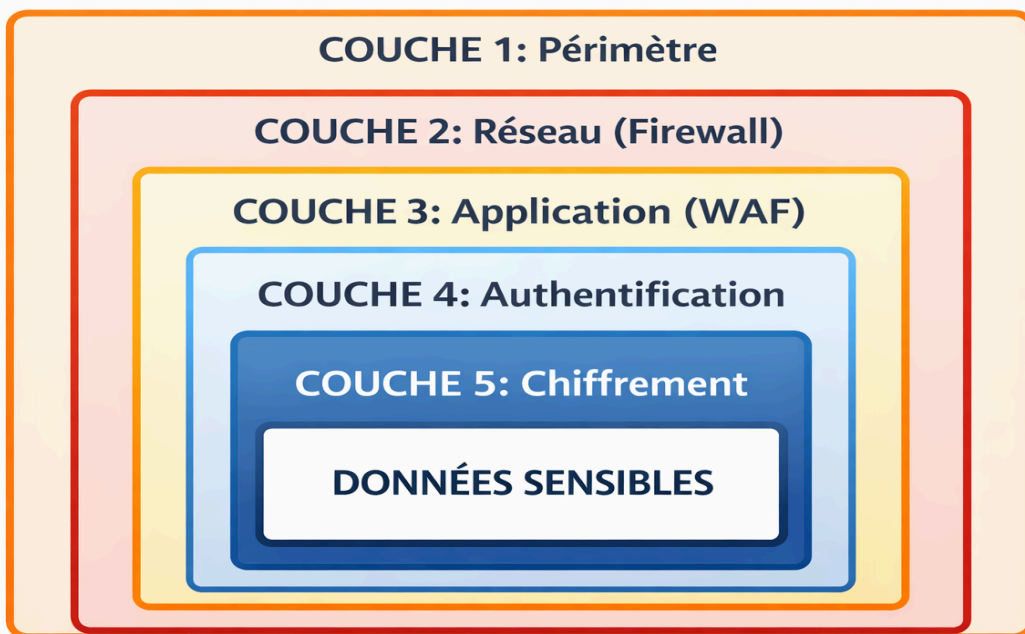 COUCHE 1: Périmètre
COUCHE 2: Réseau (Firewall)
COUCHE 3: Application (WAF)
COUCHE 4: Authentification
COUCHE 5: Chiffrement
DONNÉES SENSIBLES